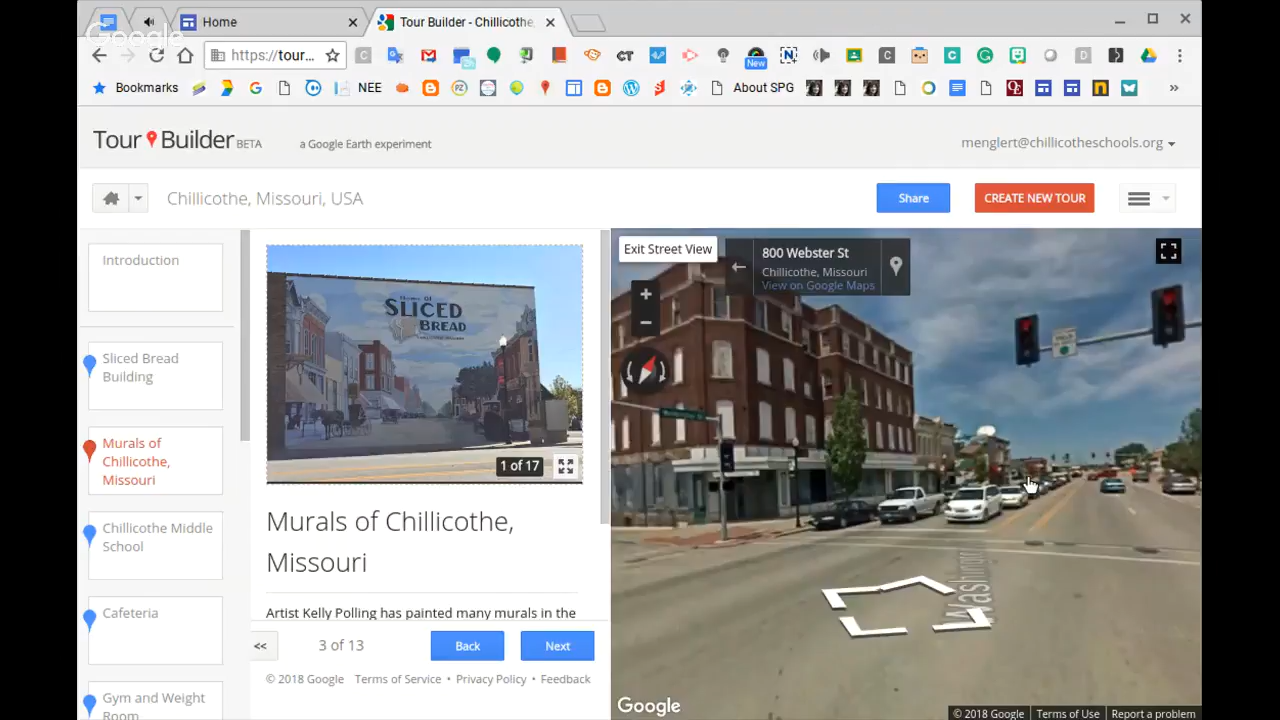 Google
Home
Tour Builder - Chillicothe,
https://tour...
New
Bookmarks
NEE
About SPG
Tour Builder BETA
a Google Earth experiment
menglert@chillicotheschools.org
Chillicothe, Missouri, USA
Share
CREATE NEW TOUR
Introduction
Sliced Bread
Building
Murals of
Chillicothe,
Missouri
Chillicothe Middle
School
Cafeteria
Gym and Weight
Room
Home of
SLICED
BREAD
1 of 17
Murals of Chillicothe,
Missouri
Artist Kelly Polling has painted many murals in the
<< 3 of 13 Back Next
© 2018 Google Terms of Service • Privacy Policy • Feedback
Exit Street View
800 Webster St
Chillicothe, Missouri
View on Google Maps
Google
© 2018 Google Terms of Use Report a problem